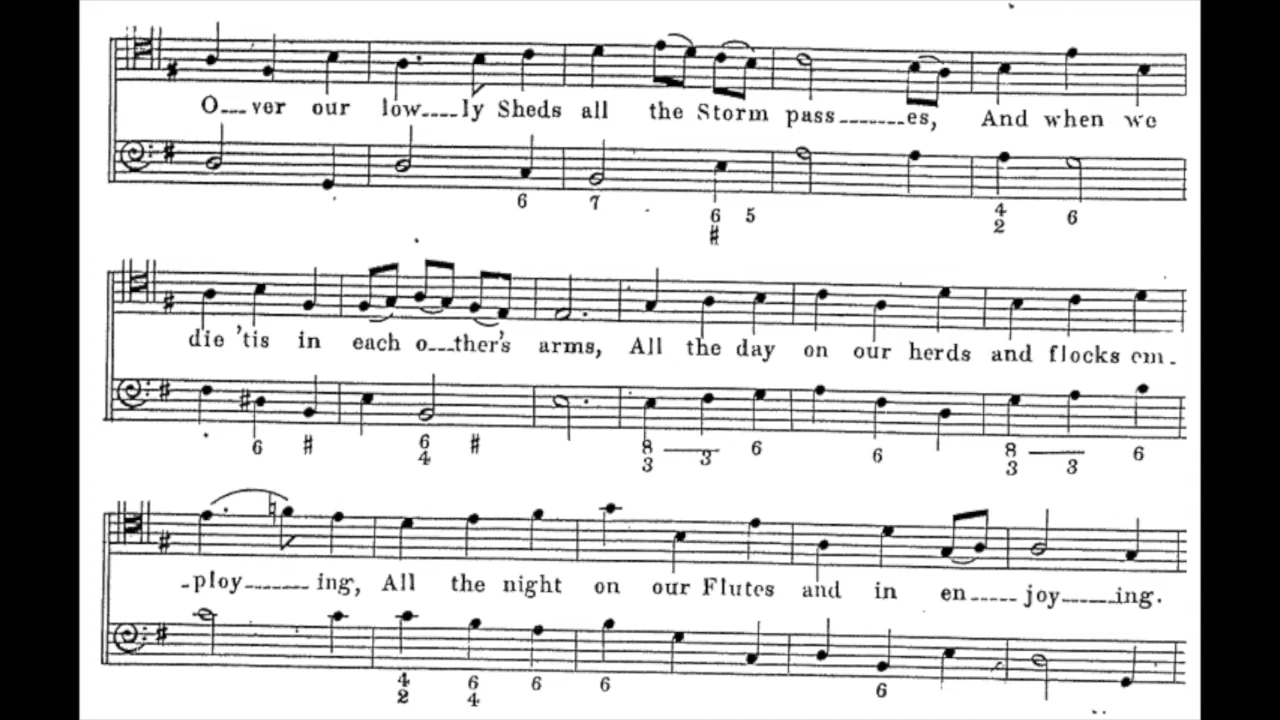 O---ver our low----ly Sheds all the Storm pass-------es, And when we
6 7 6 5 4 6
# 2
die 'tis in each o---ther's arms, All the day on our herds and flocks em-
6 # 6 # 8 3 6 6 8 3 6
4 3 3
-ploy-------ing, All the night on our Flutes and in en-----joy------ing.
4 6 6 6 6
2 4